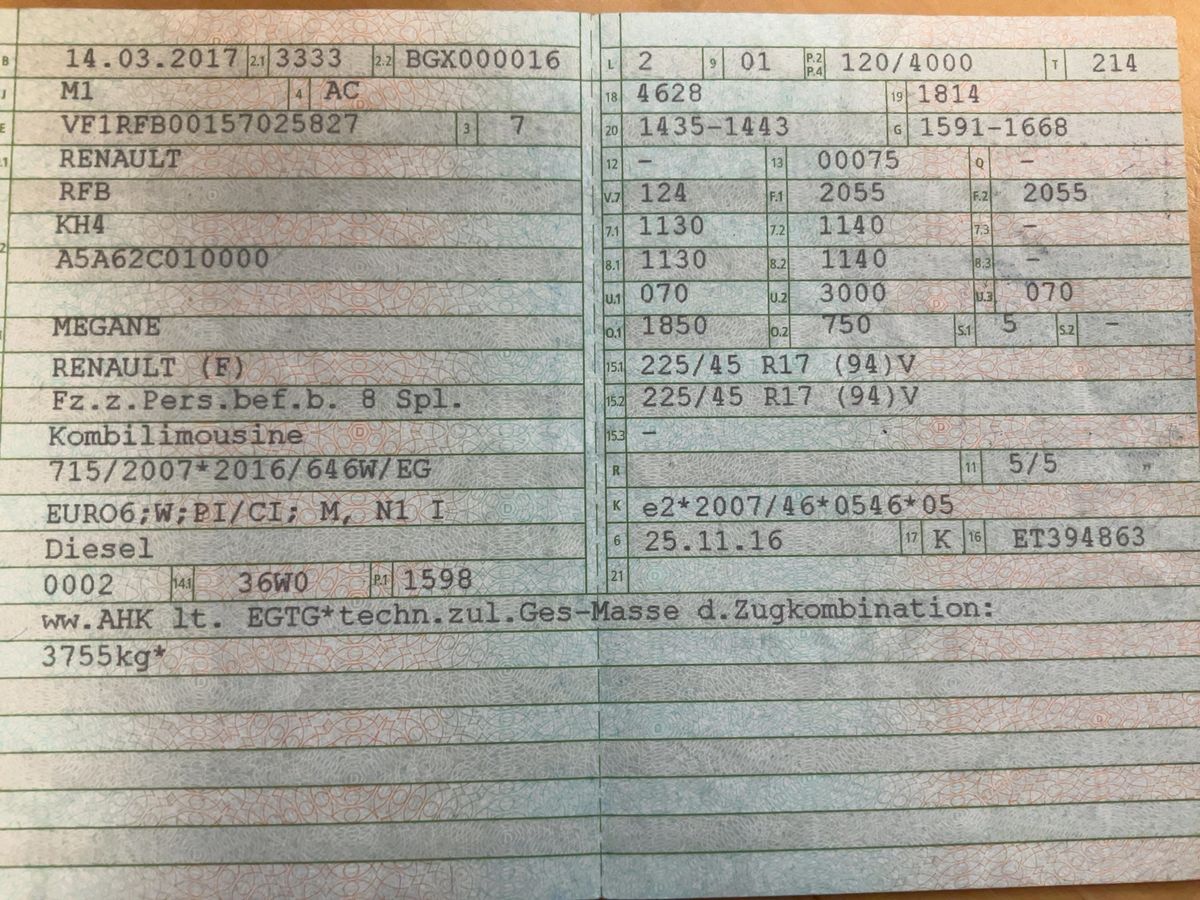 B 14.03.2017 2.1 3333 2.2 BGX000016
J M1 4 AC
E VF1RFB00157025827 3 7
RENAULT
RFB
KH4
A5A62C010000
MEGANE
RENAULT (F)
Fz.z.Pers.bef.b. 8 Spl.
Kombilimousine
715/2007*2016/646W/EG
EURO6;W;PI/CI; M, N1 I
Diesel
0002 14.1 36W0 P.1 1598
L 2 9 01 P.2 P.4 120/4000 T 214
18 4628 19 1814
20 1435-1443 G 1591-1668
12 - 13 00075 Q -
V.7 124 F.1 2055 F.2 2055
7.1 1130 7.2 1140 7.3 -
8.1 1130 8.2 1140 8.3 -
U.1 070 U.2 3000 U.3 070
O.1 1850 O.2 750 S.1 5 S.2 -
15.1 225/45 R17 (94)V
15.2 225/45 R17 (94)V
15.3 -
R 11 5/5 "
K e2*2007/46*0546*05
6 25.11.16 17 K 16 ET394863
21
ww.AHK lt. EGTG*techn.zul.Ges-Masse d.Zugkombination:
3755kg*